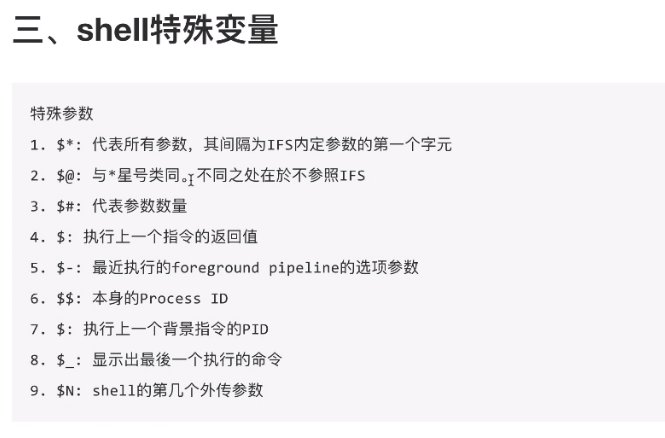 三、shell特殊变量
特殊参数
1. $*: 代表所有参数，其间隔为IFS内定参数的第一个字元
2. $@: 与*星号类同。不同之处在於不参照IFS
3. $#: 代表参数数量
4. $: 执行上一个指令的返回值
5. $-: 最近执行的foreground pipeline的选项参数
6. $$: 本身的Process ID
7. $: 执行上一个背景指令的PID
8. $_: 显示出最後一个执行的命令
9. $N: shell的第几个外传参数